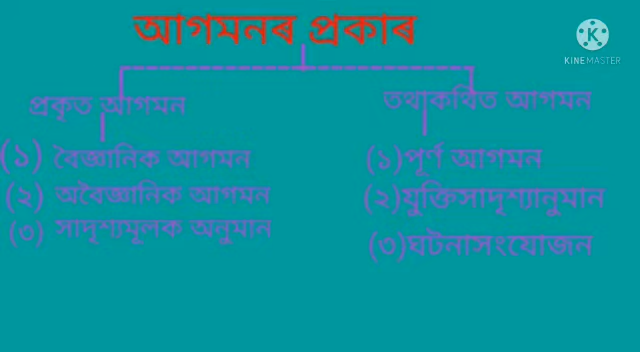 আগমনৰ প্ৰকাৰ
K
KINEMASTER
প্ৰকৃত আগমন
(১) বৈজ্ঞানিক আগমন
(২) অবৈজ্ঞানিক আগমন
(৩) সাদৃশ্যমূলক অনুমান
তথাকথিত আগমন
(১)পূৰ্ণ আগমন
(২)যুক্তিসাদৃশ্যানুমান
(৩)ঘটনাসংযোজন